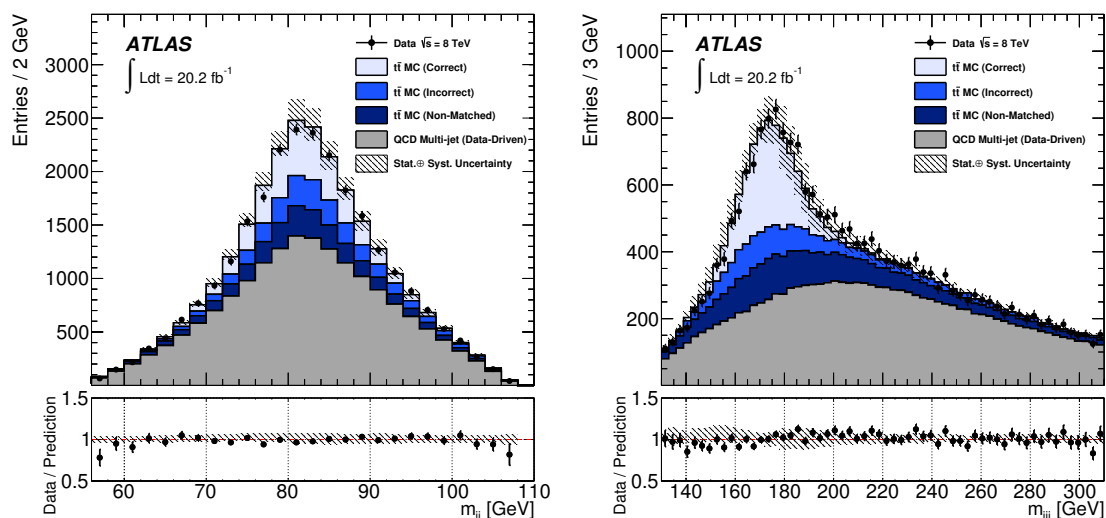 Entries / 2 GeV
3000
2500
2000
1500
1000
500
ATLAS
∫ Ldt = 20.2 fb⁻¹
Data √s = 8 TeV
tt̄ MC (Correct)
tt̄ MC (Incorrect)
tt̄ MC (Non-Matched)
QCD Multi-jet (Data-Driven)
Stat.⊕ Syst. Uncertainty
Data / Prediction
1.5
1
0.5
60 70 80 90 100 110
m_jj [GeV]
Entries / 3 GeV
1000
800
600
400
200
ATLAS
∫ Ldt = 20.2 fb⁻¹
Data √s = 8 TeV
tt̄ MC (Correct)
tt̄ MC (Incorrect)
tt̄ MC (Non-Matched)
QCD Multi-jet (Data-Driven)
Stat.⊕ Syst. Uncertainty
Data / Prediction
1.5
1
0.5
140 160 180 200 220 240 260 280 300
m_jjj [GeV]